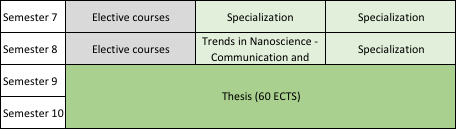 Semester 7 Elective courses Specialization Specialization
Semester 8 Elective courses Trends in Nanoscience - Specialization
Communication and
Semester 9
Thesis (60 ECTS)
Semester 10